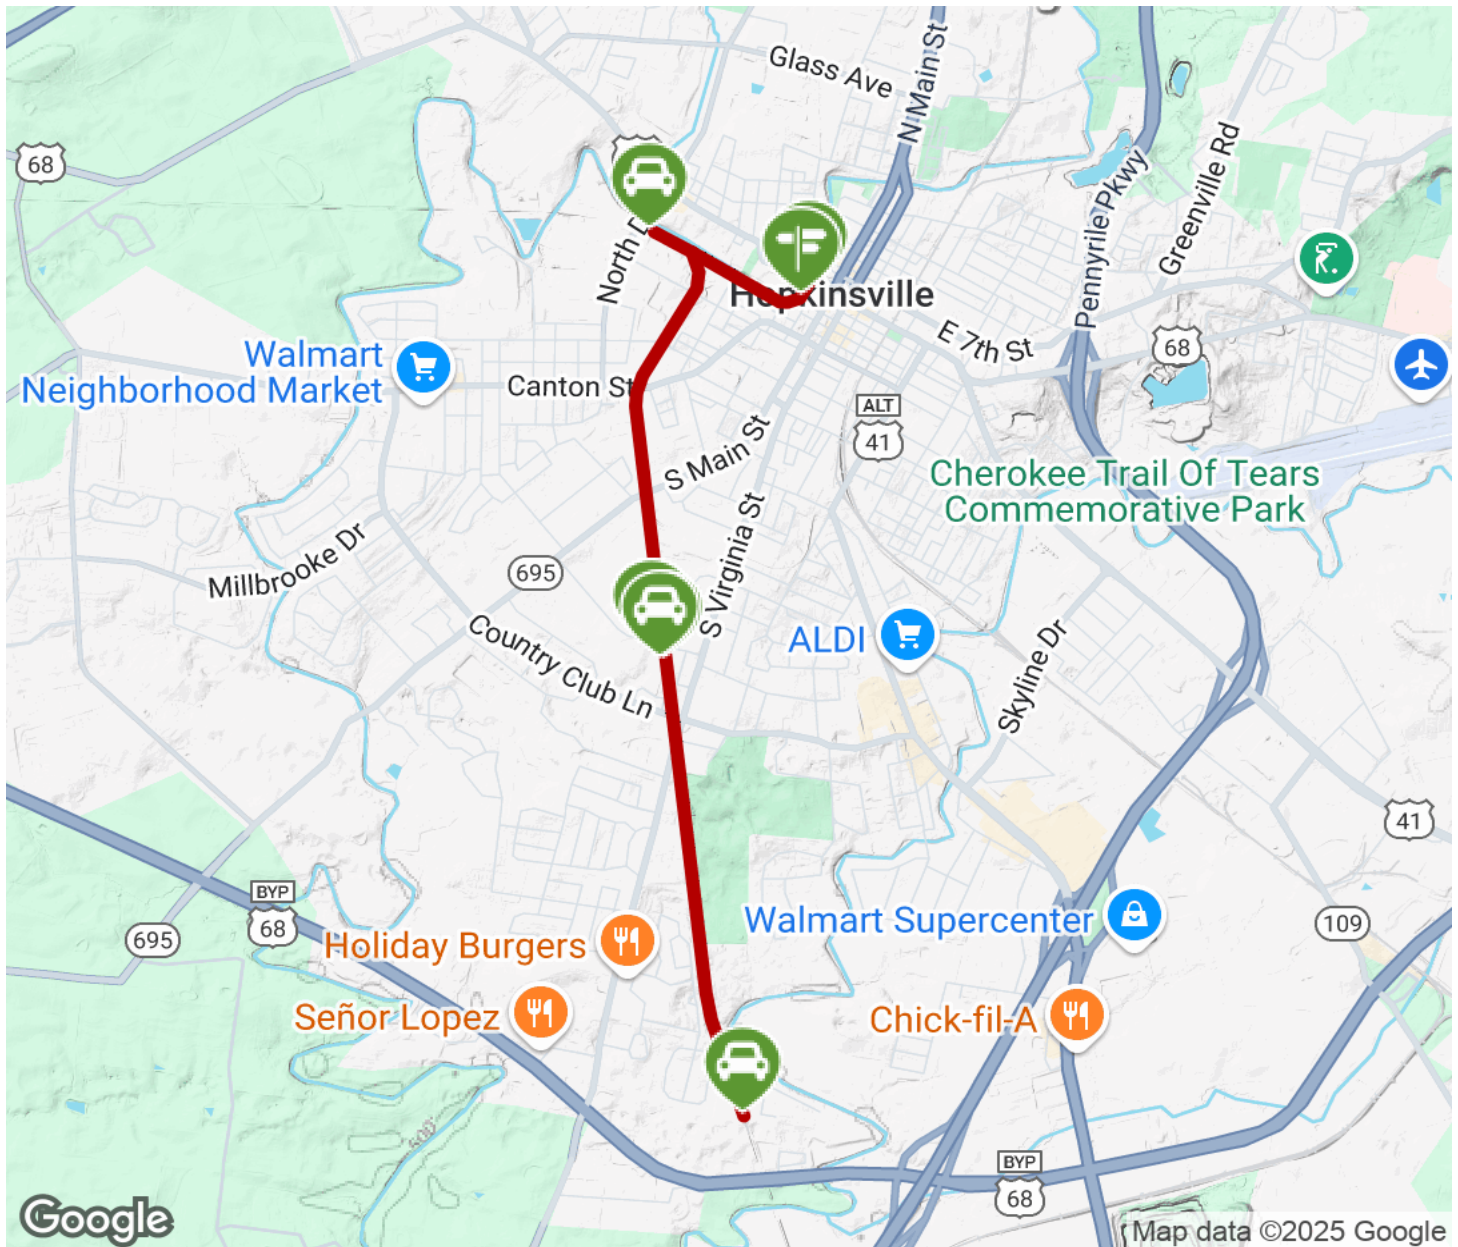 Glass Ave
N Main St
68
Greenville Rd
Pennyrile Pkwy
North D
Hopkinsville
E 7th St
68
Walmart
Neighborhood Market
Canton St
ALT
41
S Main St
Cherokee Trail Of Tears
Commemorative Park
Millbrooke Dr
695
S Virginia St
Country Club Ln
ALDI
Skyline Dr
41
BYP
68
695
Walmart Supercenter
109
Holiday Burgers
Señor Lopez
Chick-fil-A
600
BYP
68
Google
Map data ©2025 Google